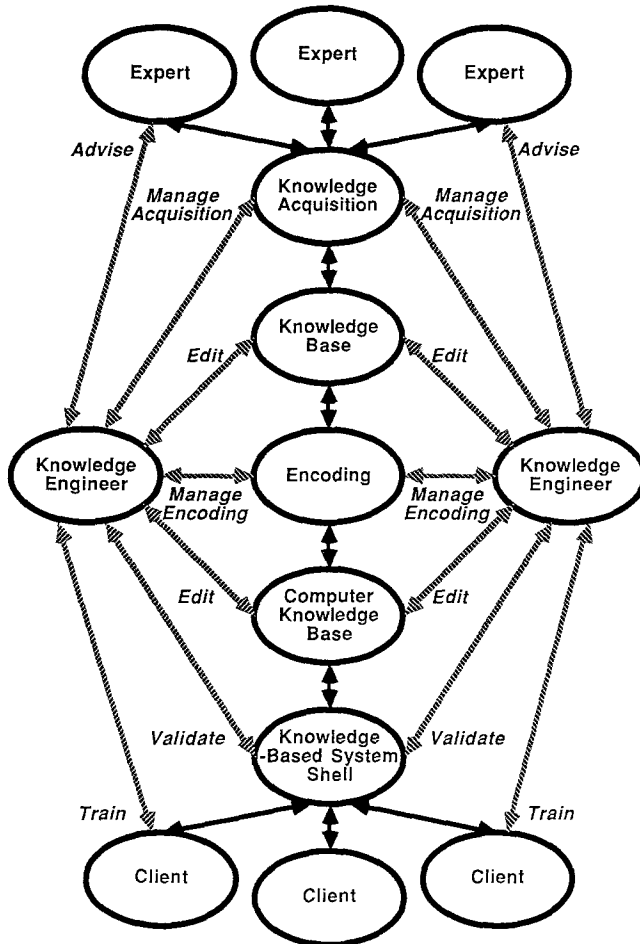 Expert
Expert
Expert
Advise
Advise
Manage
Acquisition
Knowledge
Acquisition
Manage
Acquisition
Edit
Knowledge
Base
Edit
Knowledge
Engineer
Encoding
Knowledge
Engineer
Manage
Encoding
Manage
Encoding
Edit
Computer
Knowledge
Base
Edit
Validate
Knowledge
-Based System
Shell
Validate
Train
Train
Client
Client
Client